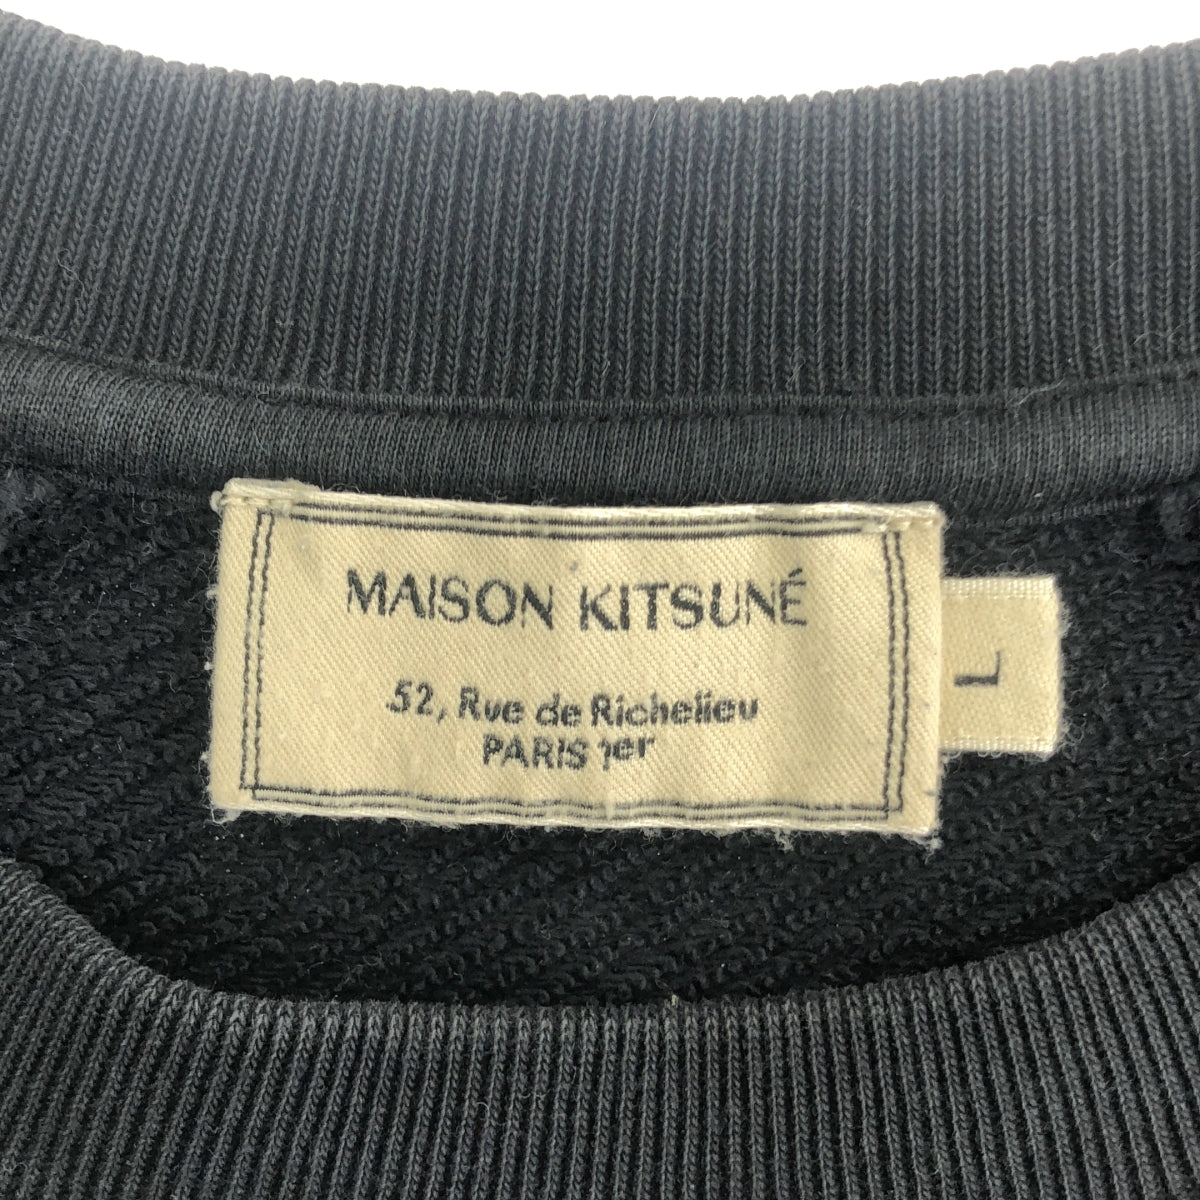 MAISON KITSUNÉ
52, Rue de Richelieu
PARIS 1er
L